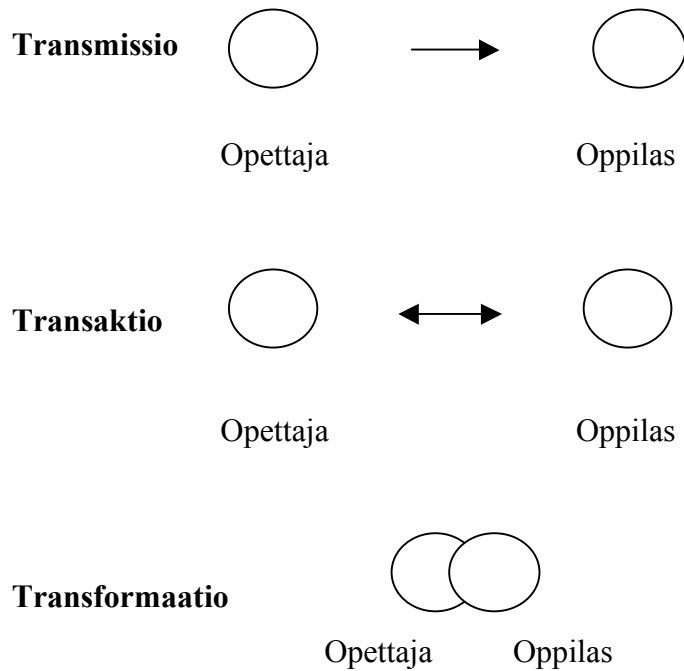 Transmissio
Opettaja Oppilas
Transaktio
Opettaja Oppilas
Transformaatio
Opettaja Oppilas